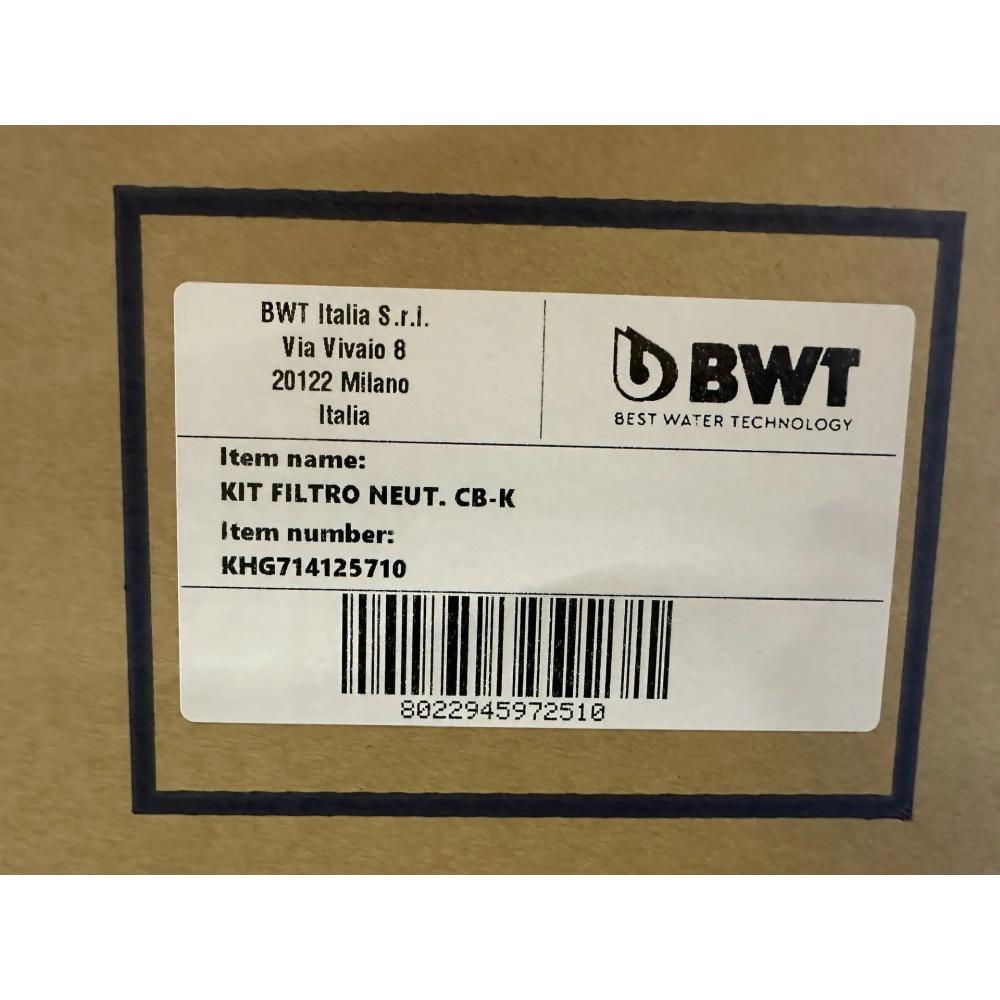 BWT Italia S.r.l.
Via Vivaio 8
20122 Milano
Italia
BWT
BEST WATER TECHNOLOGY
Item name:
KIT FILTRO NEUT. CB-K
Item number:
KHG714125710
8022945972510